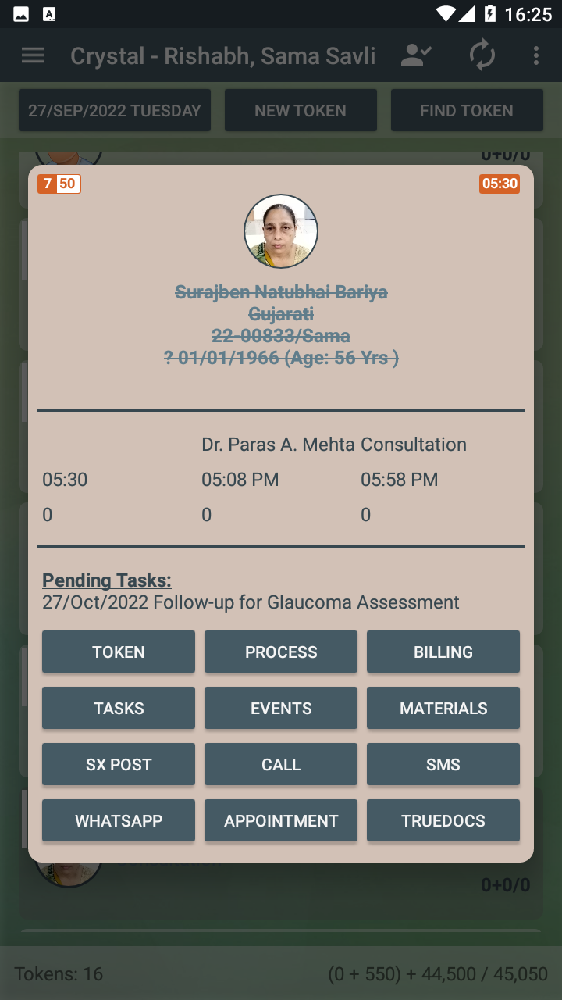 16:25
Crystal - Rishabh, Sama Savli
27/SEP/2022 TUESDAY NEW TOKEN FIND TOKEN
0+0/0
7 50 05:30
Surajben Natubhai Bariya
Gujarati
22-00833/Sama
? 01/01/1966 (Age: 56 Yrs )
Dr. Paras A. Mehta Consultation
05:30 05:08 PM 05:58 PM
0 0 0
Pending Tasks:
27/Oct/2022 Follow-up for Glaucoma Assessment
TOKEN PROCESS BILLING
TASKS EVENTS MATERIALS
SX POST CALL SMS
WHATSAPP APPOINTMENT TRUEDOCS
Consultation
0+0/0
Tokens: 16 (0 + 550) + 44,500 / 45,050